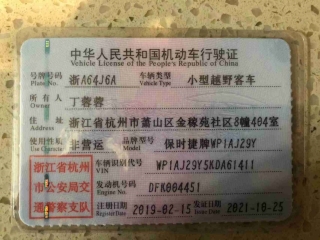 中华人民共和国机动车行驶证
Vehicle License of the People's Republic of China
号牌号码 浙A64J6A 车辆类型 小型越野客车
Plate No. Vehicle Type
所有人 丁蓉蓉
Owner
住址 浙江省杭州市萧山区金稼苑社区8幢404室
Address
使用性质 非营运 品牌型号 保时捷牌WP1AJ29Y
Use Character Model
浙江省杭州 车辆识别代号 WP1AJ29Y5KDA61411
VIN
市公安局交 发动机号码 DFK004451
Engine No.
通警察支队 注册日期 2019-02-15 发证日期 2021-10-25
Register Date Issue Date